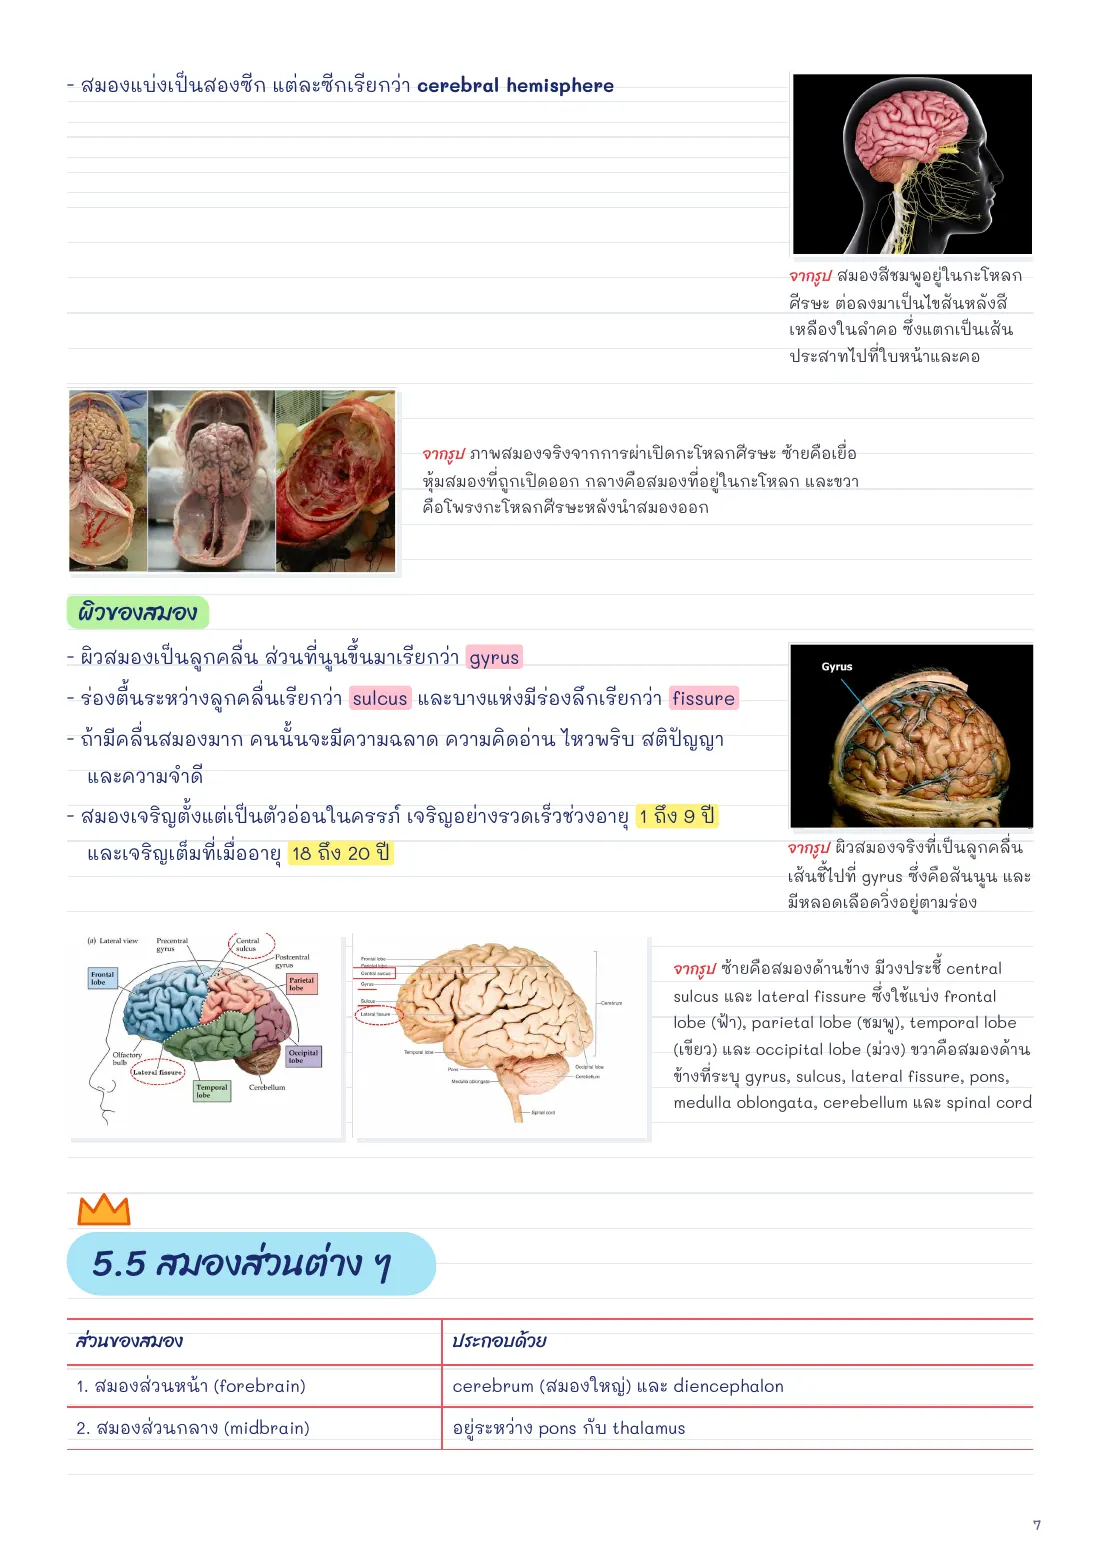 - สมองแบ่งเป็นสองซีก แต่ละซีกเรียกว่า cerebral hemisphere
จากรูป สมองสีชมพูอยู่ในกะโหลก
ศีรษะ ต่อลงมาเป็นไขสันหลังสี
เหลืองในลำคอ ซึ่งแตกเป็นเส้น
ประสาทไปที่ใบหน้าและคอ
จากรูป ภาพสมองจริงจากการผ่าเปิดกะโหลกศีรษะ ซ้ายคือเยื่อ
หุ้มสมองที่ถูกเปิดออก กลางคือสมองที่อยู่ในกะโหลก และขวา
คือโพรงกะโหลกศีรษะหลังนำสมองออก
ผิวของสมอง
- ผิวสมองเป็นลูกคลื่น ส่วนที่นูนขึ้นมาเรียกว่า gyrus
- ร่องตื้นระหว่างลูกคลื่นเรียกว่า sulcus และบางแห่งมีร่องลึกเรียกว่า fissure
- ถ้ามีคลื่นสมองมาก คนนั้นจะมีความฉลาด ความคิดอ่าน ไหวพริบ สติปัญญา
และความจำดี
- สมองเจริญตั้งแต่เป็นตัวอ่อนในครรภ์ เจริญอย่างรวดเร็วช่วงอายุ 1 ถึง 9 ปี
และเจริญเต็มที่เมื่ออายุ 18 ถึง 20 ปี
Gyrus
จากรูป ผิวสมองจริงที่เป็นลูกคลื่น
เส้นชี้ไปที่ gyrus ซึ่งคือสันนูน และ
มีหลอดเลือดวิ่งอยู่ตามร่อง
(a) Lateral view
Precentral
gyrus
Central
sulcus
Postcentral
gyrus
Frontal
lobe
Parietal
lobe
Olfactory
bulb
Lateral fissure
Temporal
lobe
Cerebellum
Occipital
lobe
Frontal lobe
Parietal lobe
Central sulcus
Gyrus
Sulcus
Lateral fissure
Temporal lobe
Pons
Medulla oblongata
Cerebrum
Occipital lobe
Cerebellum
Spinal cord
จากรูป ซ้ายคือสมองด้านข้าง มีวงประชี้ central
sulcus และ lateral fissure ซึ่งใช้แบ่ง frontal
lobe (ฟ้า), parietal lobe (ชมพู), temporal lobe
(เขียว) และ occipital lobe (ม่วง) ขวาคือสมองด้าน
ข้างที่ระบุ gyrus, sulcus, lateral fissure, pons,
medulla oblongata, cerebellum และ spinal cord
5.5 สมองส่วนต่าง ๆ
ส่วนของสมอง ประกอบด้วย
1. สมองส่วนหน้า (forebrain) cerebrum (สมองใหญ่) และ diencephalon
2. สมองส่วนกลาง (midbrain) อยู่ระหว่าง pons กับ thalamus
7